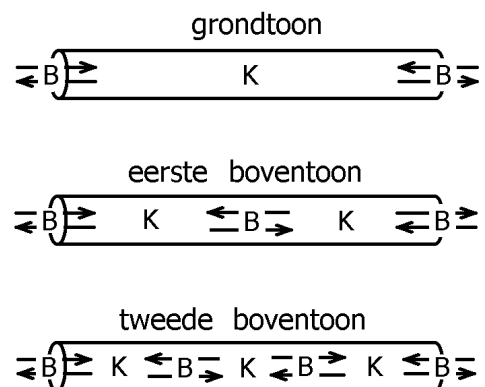 grondtoon
B K B
eerste boventoon
B K B K B
tweede boventoon
B K B K B K B